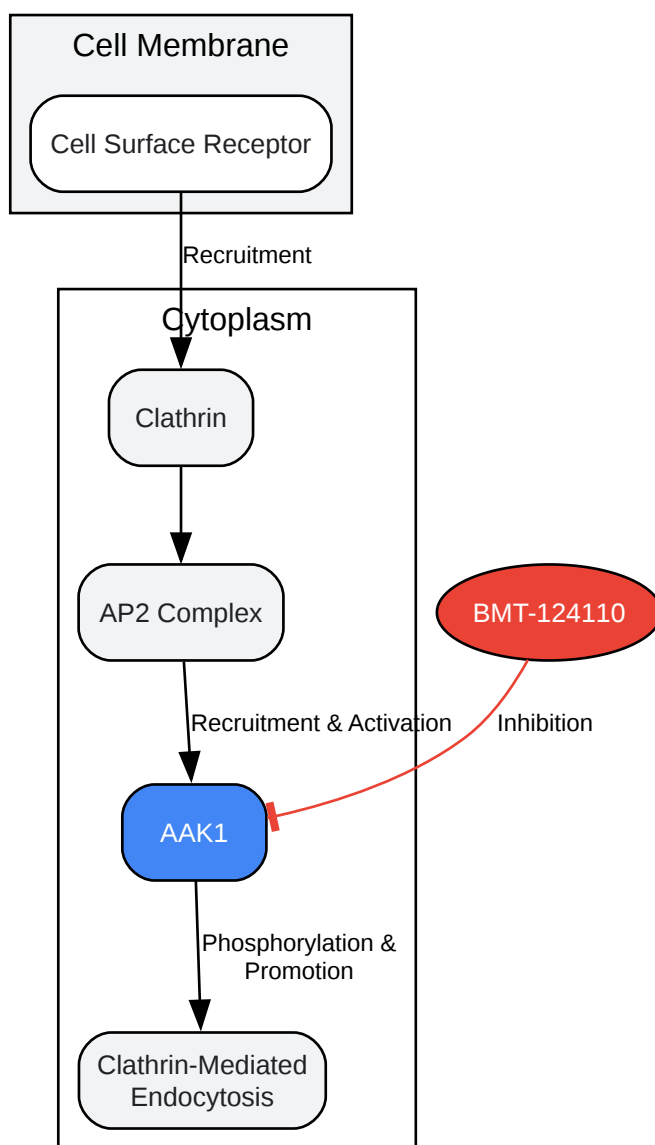 Cell Membrane
Cell Surface Receptor
Recruitment
Cytoplasm
Clathrin
AP2 Complex
BMT-124110
Recruitment & Activation
Inhibition
AAK1
Phosphorylation &
Promotion
Clathrin-Mediated
Endocytosis